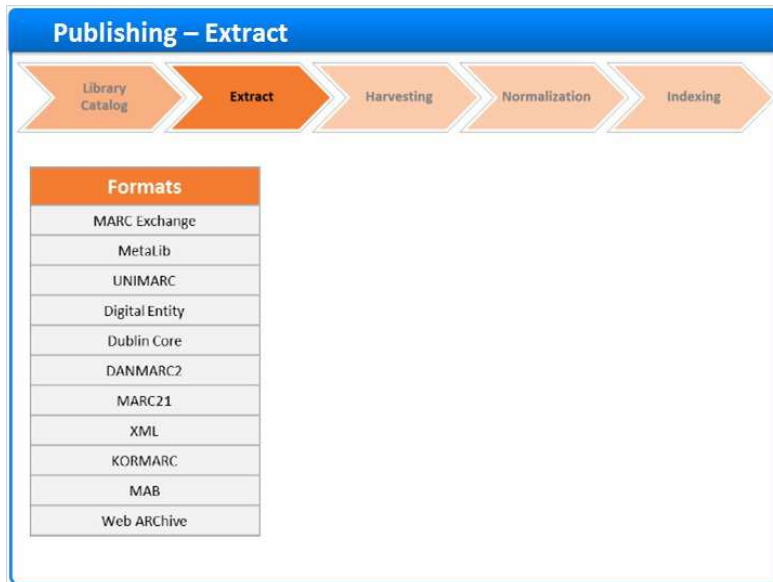 Publishing – Extract
Library
Catalog
Extract
Harvesting
Normalization
Indexing
Formats
MARC Exchange
MetaLib
UNIMARC
Digital Entity
Dublin Core
DANMARC2
MARC21
XML
KORMARC
MAB
Web ARChive